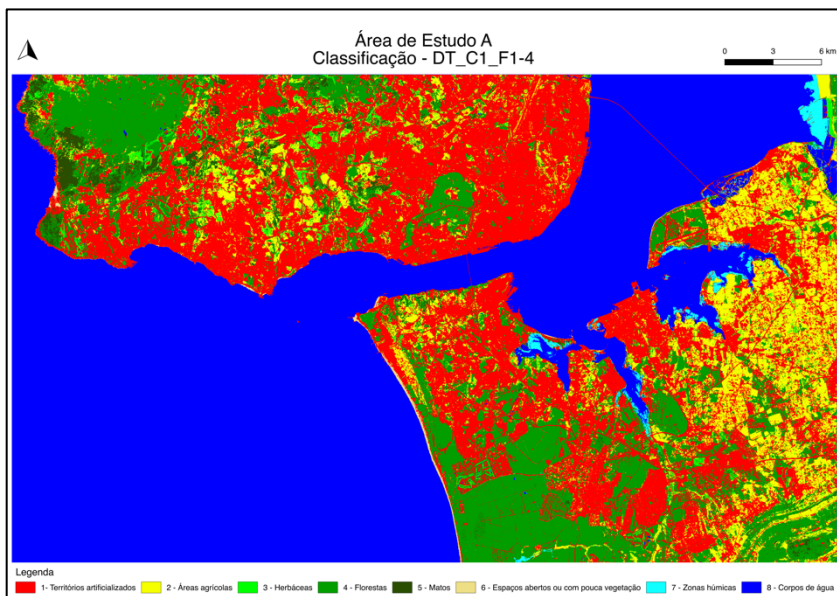 Área de Estudo A
Classificação - DT_C1_F1-4
0 3 6 km
Legenda
1- Territórios artificializados 2 - Áreas agrícolas 3 - Herbáceas 4 - Florestas 5 - Matos 6 - Espaços abertos ou com pouca vegetação 7 - Zonas húmicas 8 - Corpos de água